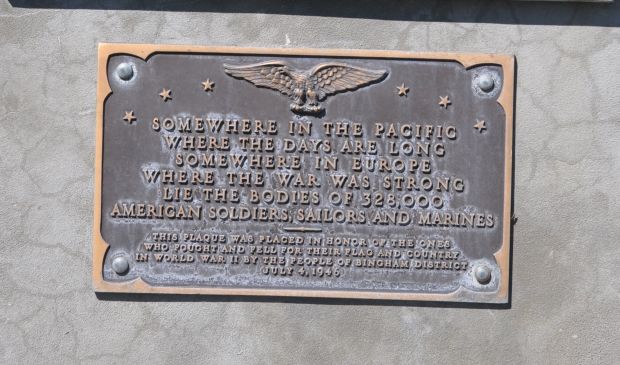 SOMEWHERE IN THE PACIFIC
WHERE THE DAYS ARE LONG
SOMEWHERE IN EUROPE
WHERE THE WAR WAS STRONG
LIE THE BODIES OF 328,000
AMERICAN SOLDIERS, SAILORS AND MARINES
THIS PLAQUE WAS PLACED IN HONOR OF THE ONES
WHO FOUGHT AND FELL FOR THEIR FLAG AND COUNTRY
IN WORLD WAR II BY THE PEOPLE OF BINGHAM DISTRICT
JULY 4, 1946